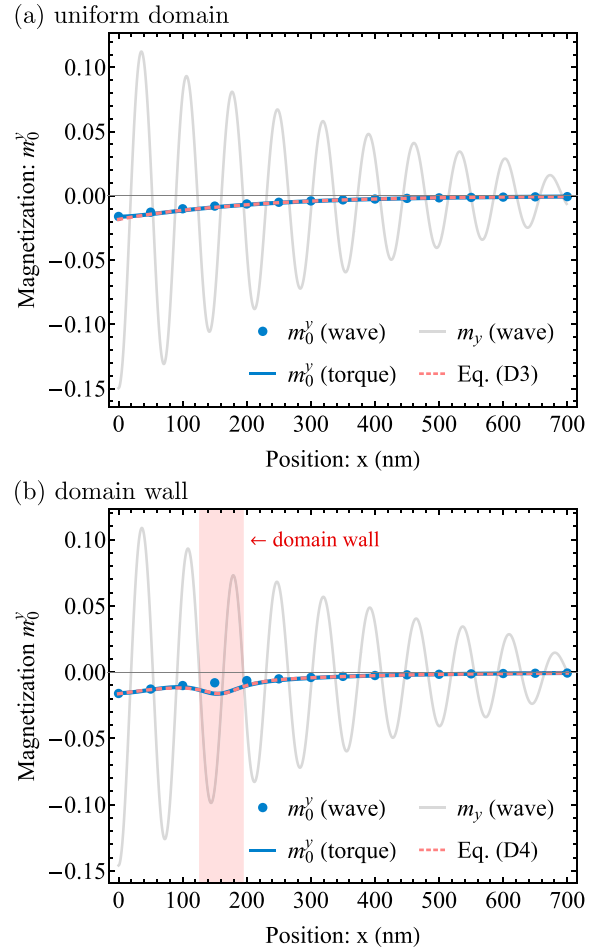 (a) uniform domain
0.10
0.05
0.00
−0.05
−0.10
−0.15
Magnetization: m₀ʸ
m₀ʸ (wave) m_y (wave)
m₀ʸ (torque) Eq. (D3)
0 100 200 300 400 500 600 700
Position: x (nm)
(b) domain wall
0.10
0.05
0.00
−0.05
−0.10
−0.15
Magnetization m₀ʸ
← domain wall
m₀ʸ (wave) m_y (wave)
m₀ʸ (torque) Eq. (D4)
0 100 200 300 400 500 600 700
Position: x (nm)